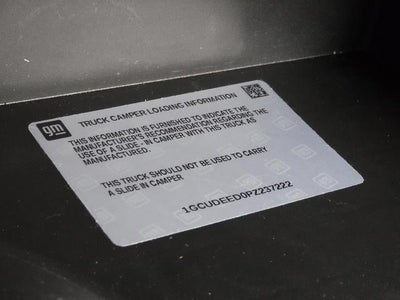 gm
TRUCK CAMPER LOADING INFORMATION
THIS INFORMATION IS FURNISHED TO INDICATE THE
MANUFACTURER'S RECOMMENDATION REGARDING THE
USE OF A SLIDE - IN CAMPER WITH THIS TRUCK AS
MANUFACTURED.
THIS TRUCK SHOULD NOT BE USED TO CARRY
A SLIDE IN CAMPER
1GCUDEED0PZ237222